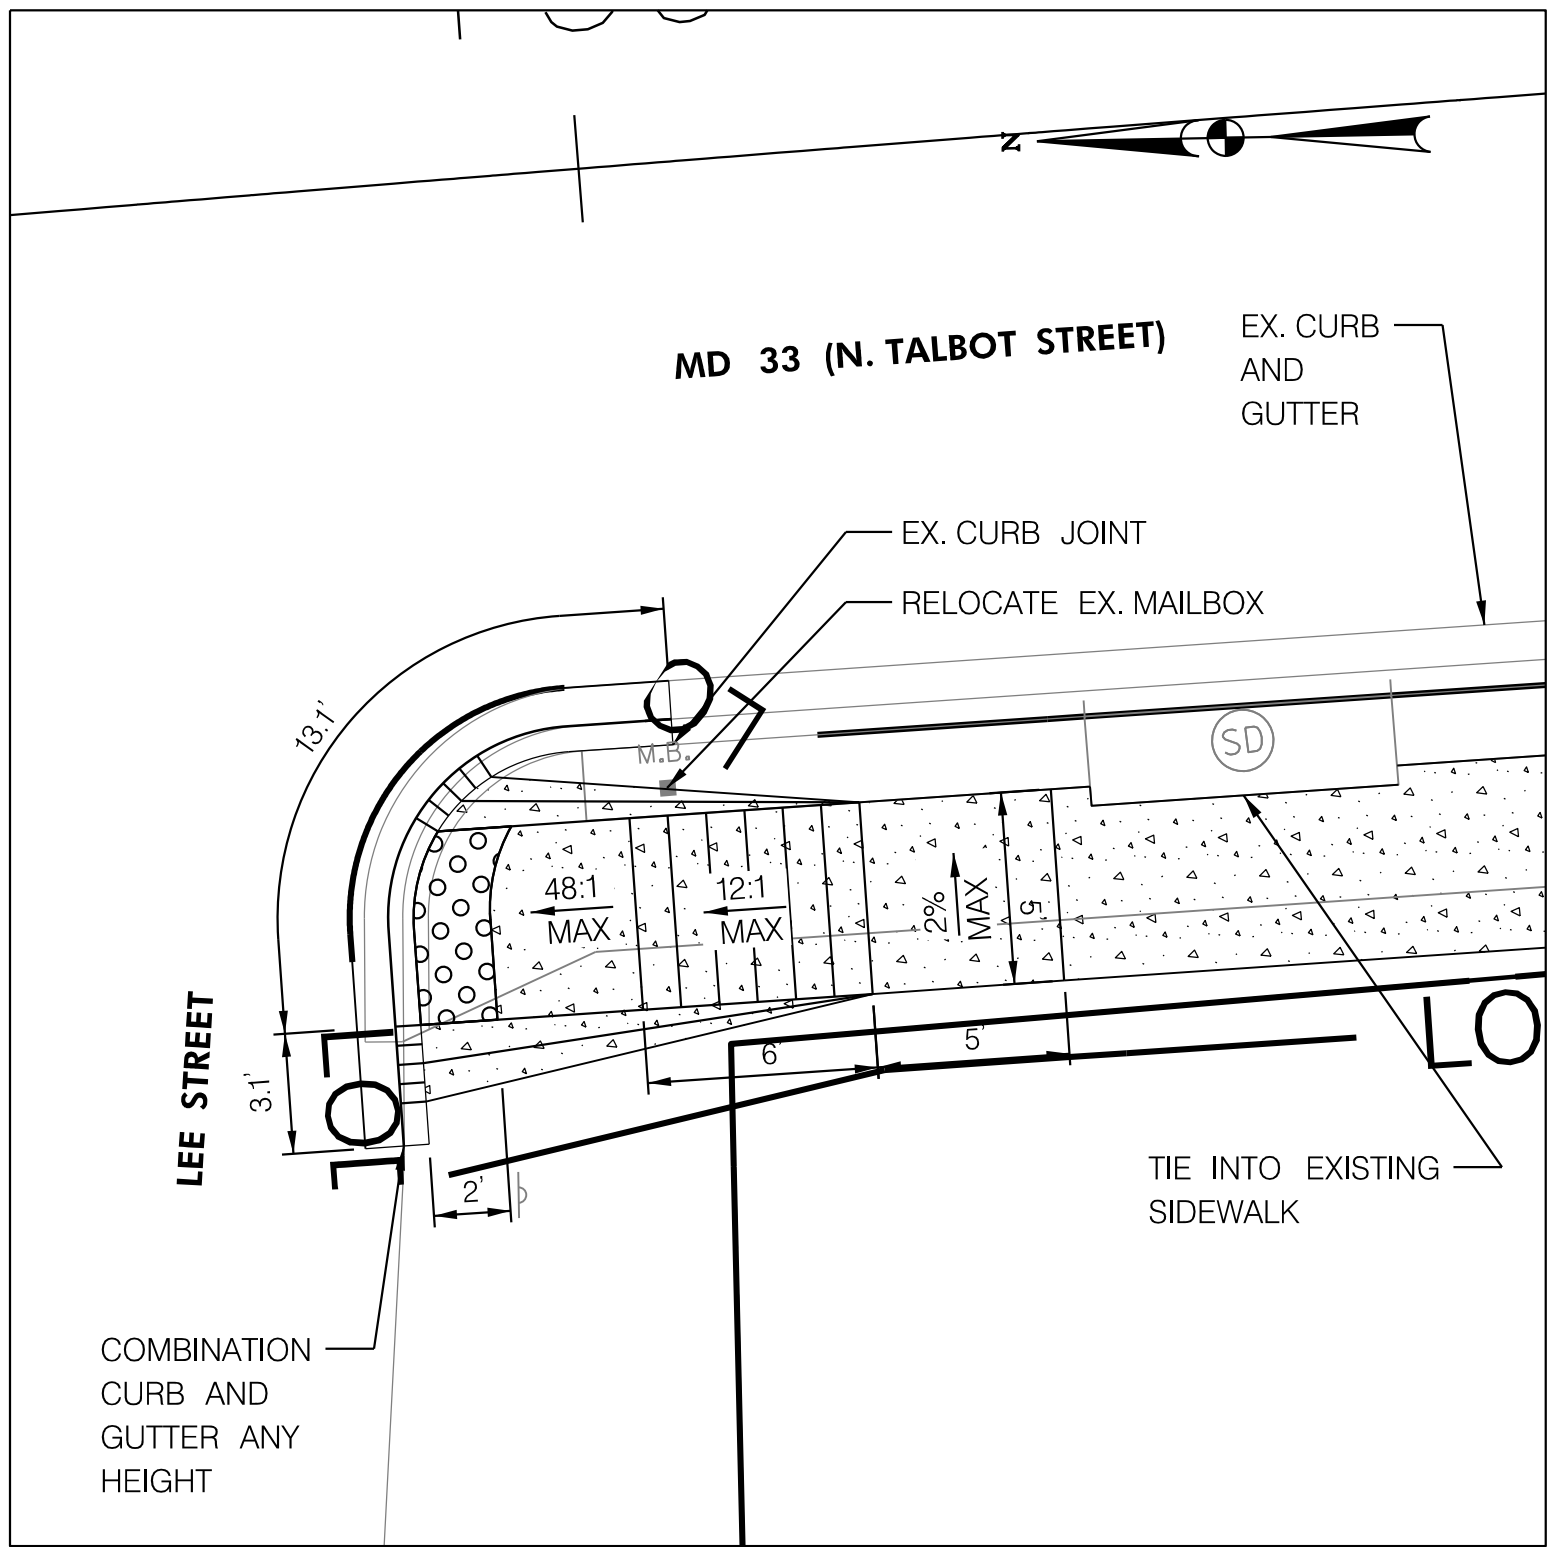 N
MD 33 (N. TALBOT STREET)
EX. CURB
AND
GUTTER
EX. CURB JOINT
RELOCATE EX. MAILBOX
13.1'
M.B.
SD
48:1
MAX
12:1
MAX
2%
MAX
5'
LEE STREET
3.1'
6'
5'
2'
TIE INTO EXISTING
SIDEWALK
COMBINATION
CURB AND
GUTTER ANY
HEIGHT